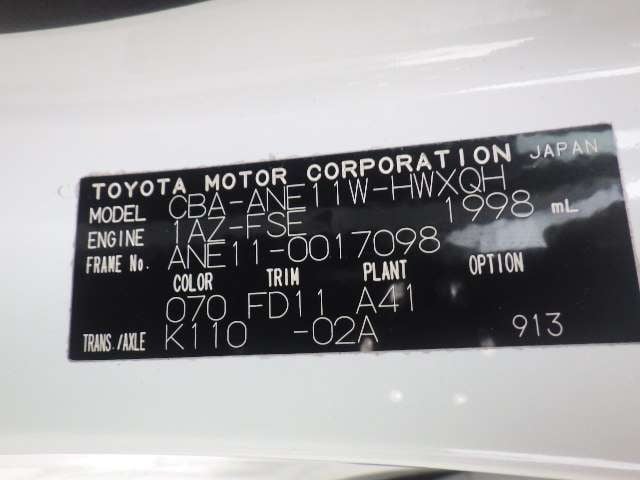 TOYOTA MOTOR CORPORATION JAPAN
MODEL CBA-ANE11W-HWXQH
ENGINE 1AZ-FSE 1998 mL
FRAME No. ANE11-0017098
COLOR TRIM PLANT OPTION
070 FD11 A41
TRANS./AXLE K110 -02A 913